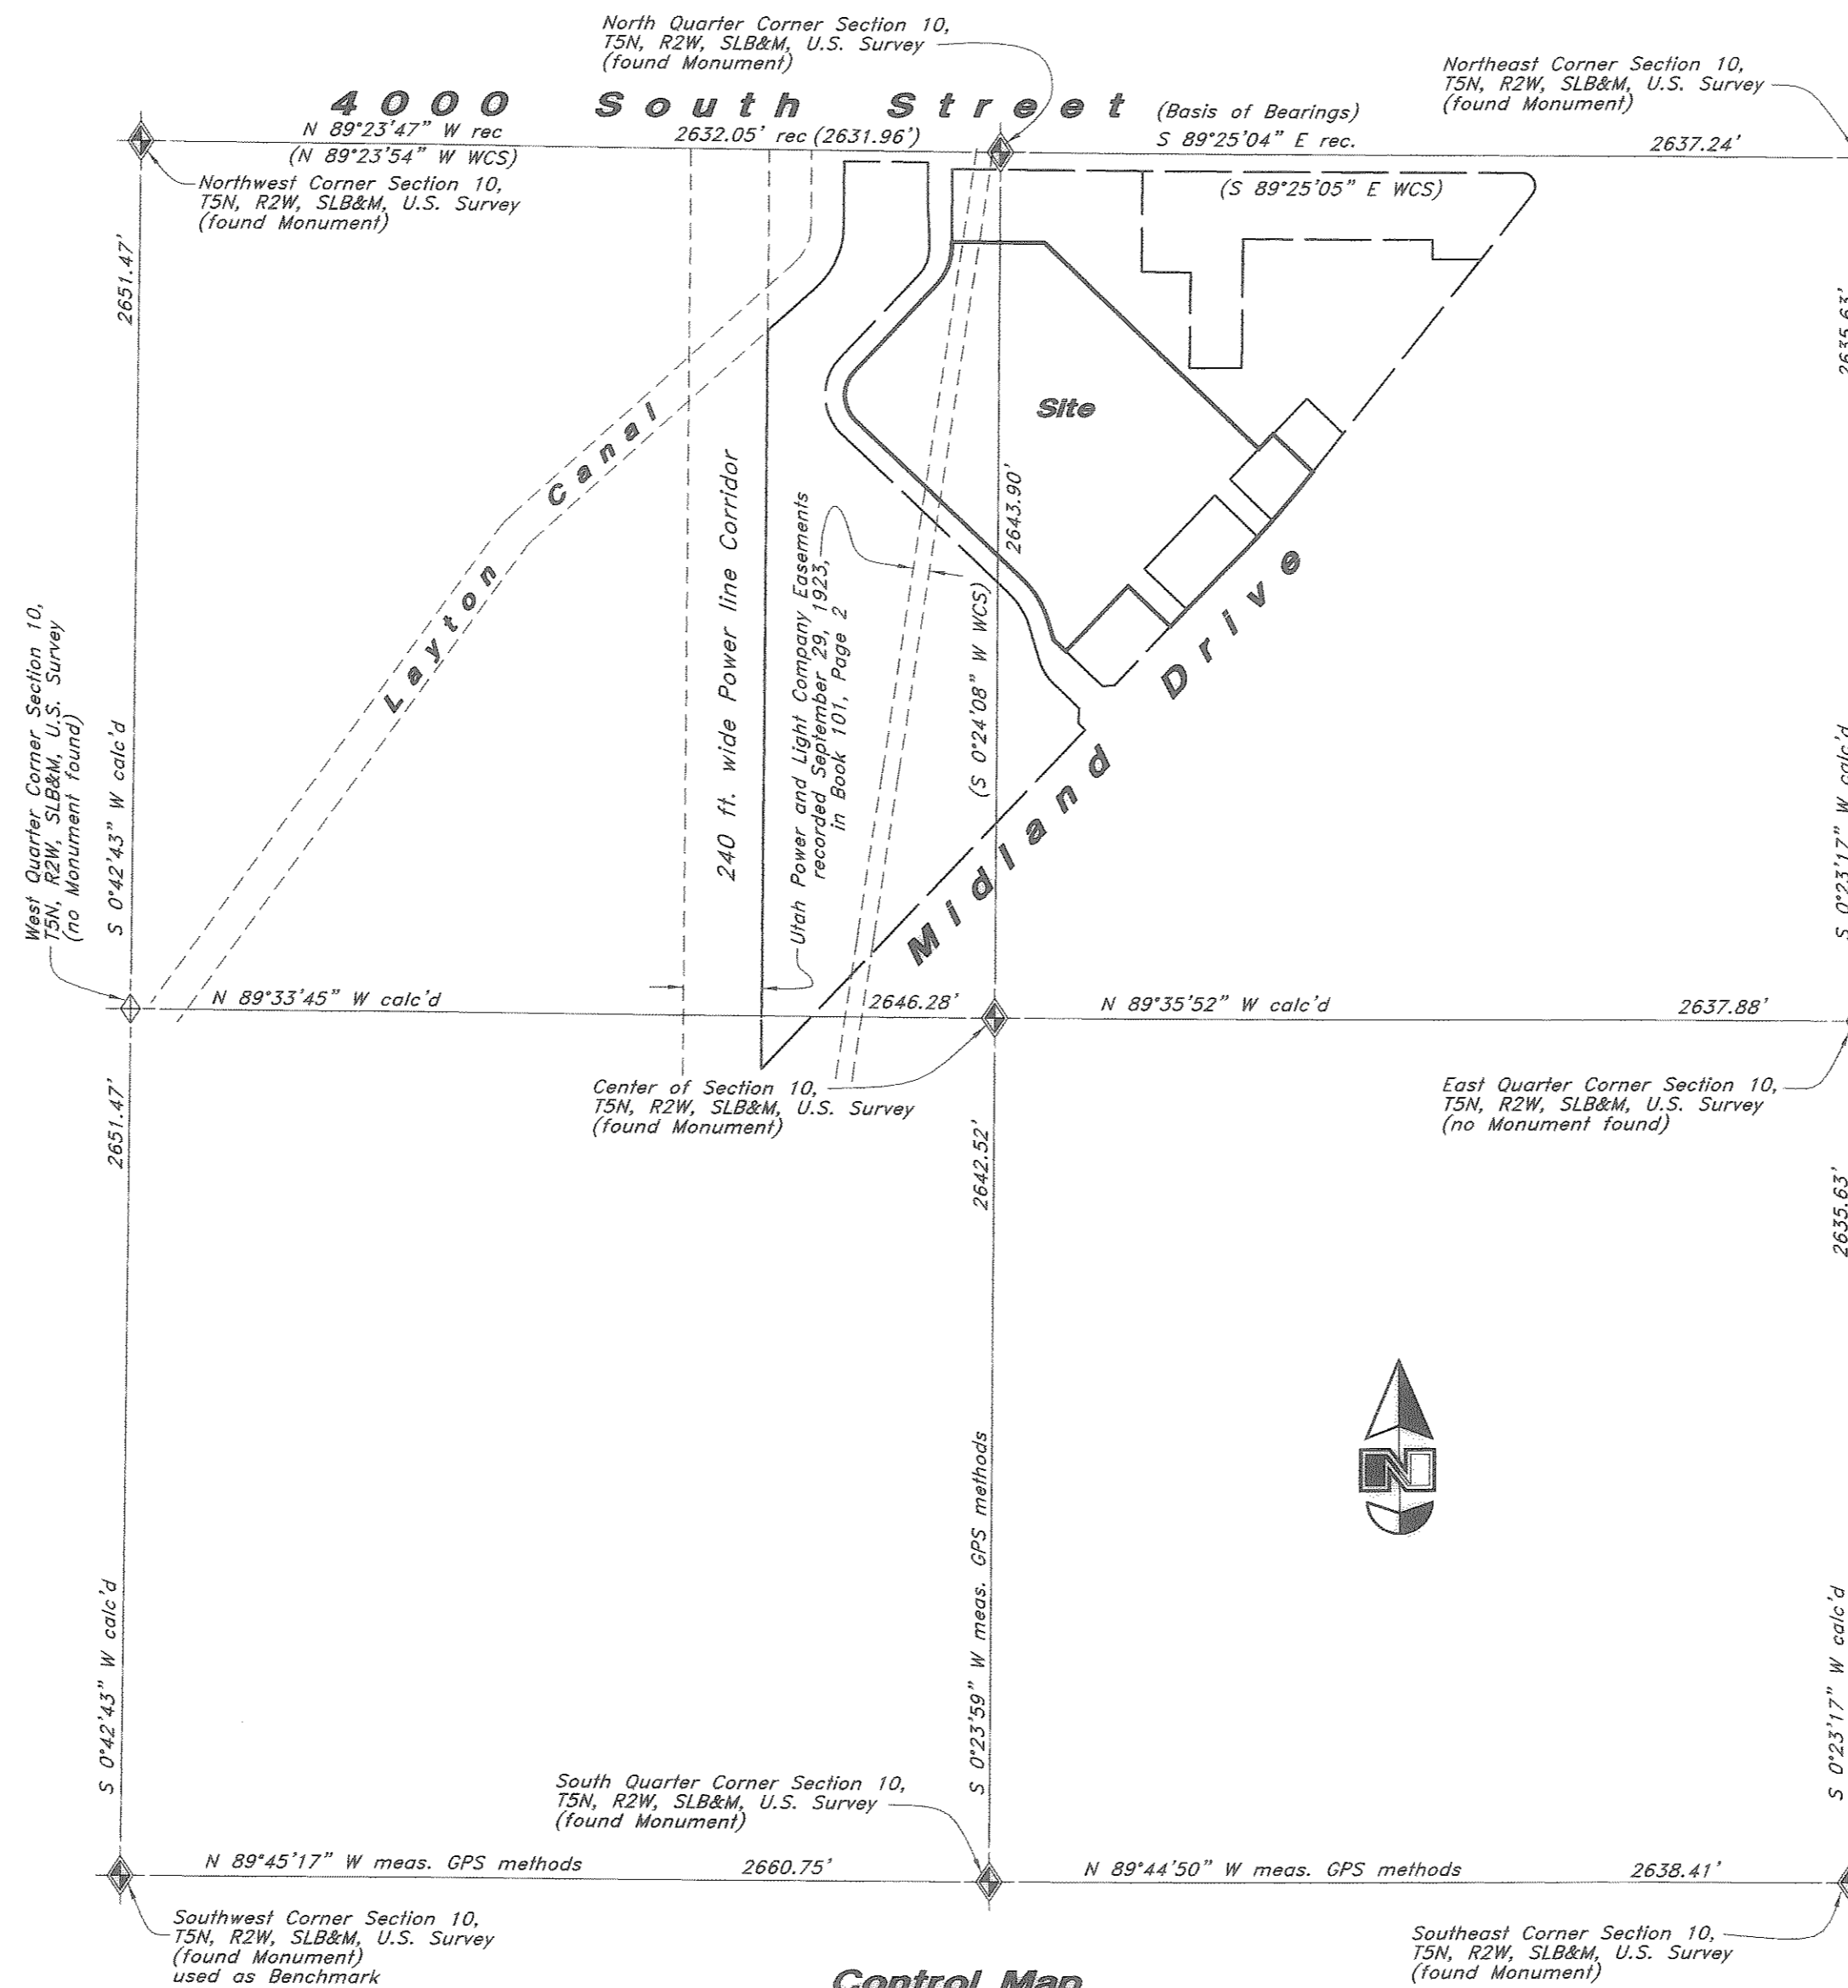 North Quarter Corner Section 10,
T5N, R2W, SLB&M, U.S. Survey
(found Monument)
Northeast Corner Section 10,
T5N, R2W, SLB&M, U.S. Survey
(found Monument)
4000 South Street (Basis of Bearings)
N 89°23'47" W rec
2632.05' rec (2631.96')
S 89°25'04" E rec.
2637.24'
(N 89°23'54" W WCS)
(S 89°25'05" E WCS)
Northwest Corner Section 10,
T5N, R2W, SLB&M, U.S. Survey
(found Monument)
2651.47'
2635.63'
Site
Layton Canal
240 ft. wide Power line Corridor
Utah Power and Light Company Easements
recorded September 29, 1923,
in Book 101, Page 2
2643.90'
(S 0°24'08" W WCS)
Midland Drive
West Quarter Corner Section 10,
T5N, R2W, SLB&M, U.S. Survey
(no Monument found)
S 0°42'43" W calc'd
S 0°23'17" W calc'd
N 89°33'45" W calc'd
2646.28'
N 89°35'52" W calc'd
2637.88'
Center of Section 10,
T5N, R2W, SLB&M, U.S. Survey
(found Monument)
East Quarter Corner Section 10,
T5N, R2W, SLB&M, U.S. Survey
(no Monument found)
2651.47'
2642.52'
2635.63'
N
S 0°42'43" W calc'd
S 0°23'59" W meas. GPS methods
S 0°23'17" W calc'd
South Quarter Corner Section 10,
T5N, R2W, SLB&M, U.S. Survey
(found Monument)
N 89°45'17" W meas. GPS methods
2660.75'
N 89°44'50" W meas. GPS methods
2638.41'
Southwest Corner Section 10,
T5N, R2W, SLB&M, U.S. Survey
(found Monument)
used as Benchmark
Southeast Corner Section 10,
T5N, R2W, SLB&M, U.S. Survey
(found Monument)
Control Map